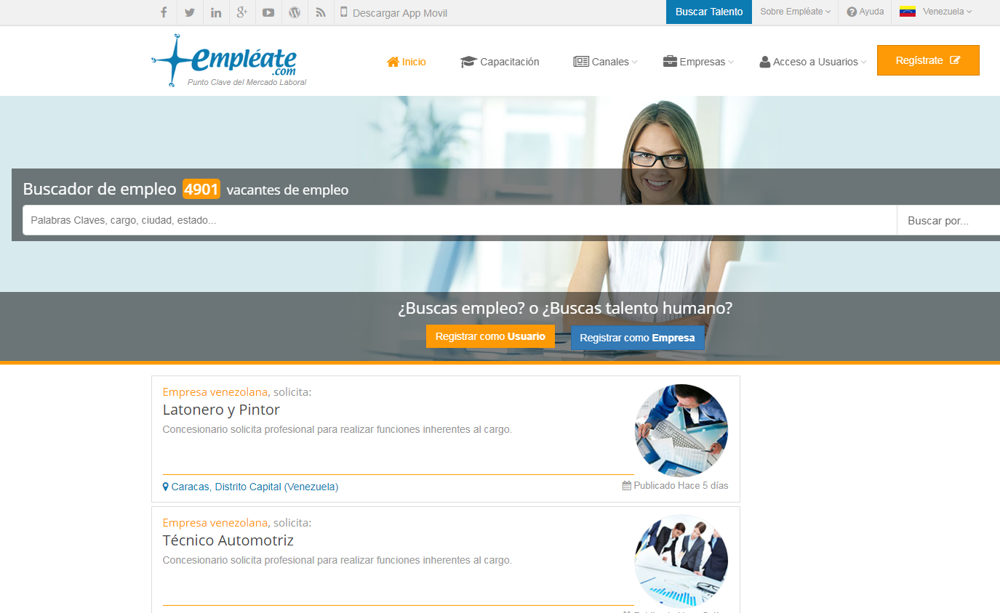 Descargar App Movil
Buscar Talento
Sobre Empléate
Ayuda
Venezuela
empléate
.com
Punto Clave del Mercado Laboral
Inicio
Capacitación
Canales
Empresas
Acceso a Usuarios
Regístrate
Buscador de empleo 4901 vacantes de empleo
Palabras Claves, cargo, ciudad, estado...
Buscar por...
¿Buscas empleo? o ¿Buscas talento humano?
Registrar como Usuario
Registrar como Empresa
Empresa venezolana, solicita:
Latonero y Pintor
Concesionario solicita profesional para realizar funciones inherentes al cargo.
Caracas, Distrito Capital (Venezuela)
Publicado Hace 5 días
Empresa venezolana, solicita:
Técnico Automotriz
Concesionario solicita profesional para realizar funciones inherentes al cargo.